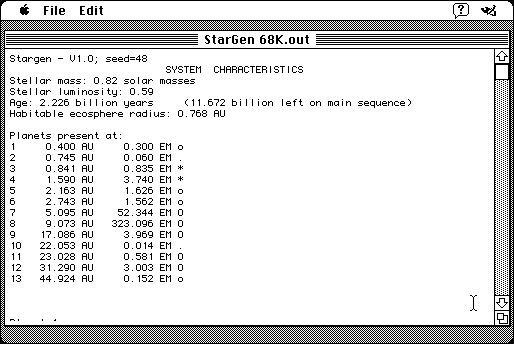 File Edit
StarGen 68K.out
Stargen - V1.0; seed=48
SYSTEM CHARACTERISTICS
Stellar mass: 0.82 solar masses
Stellar luminosity: 0.59
Age: 2.226 billion years (11.672 billion left on main sequence)
Habitable ecosphere radius: 0.768 AU
Planets present at:
1 0.400 AU 0.300 EM o
2 0.745 AU 0.060 EM .
3 0.841 AU 0.835 EM *
4 1.590 AU 3.740 EM *
5 2.163 AU 1.626 EM o
6 2.743 AU 1.562 EM o
7 5.095 AU 52.344 EM O
8 9.073 AU 323.096 EM O
9 17.086 AU 3.969 EM O
10 22.053 AU 0.014 EM .
11 23.028 AU 0.581 EM O
12 31.290 AU 3.003 EM O
13 44.924 AU 0.152 EM o